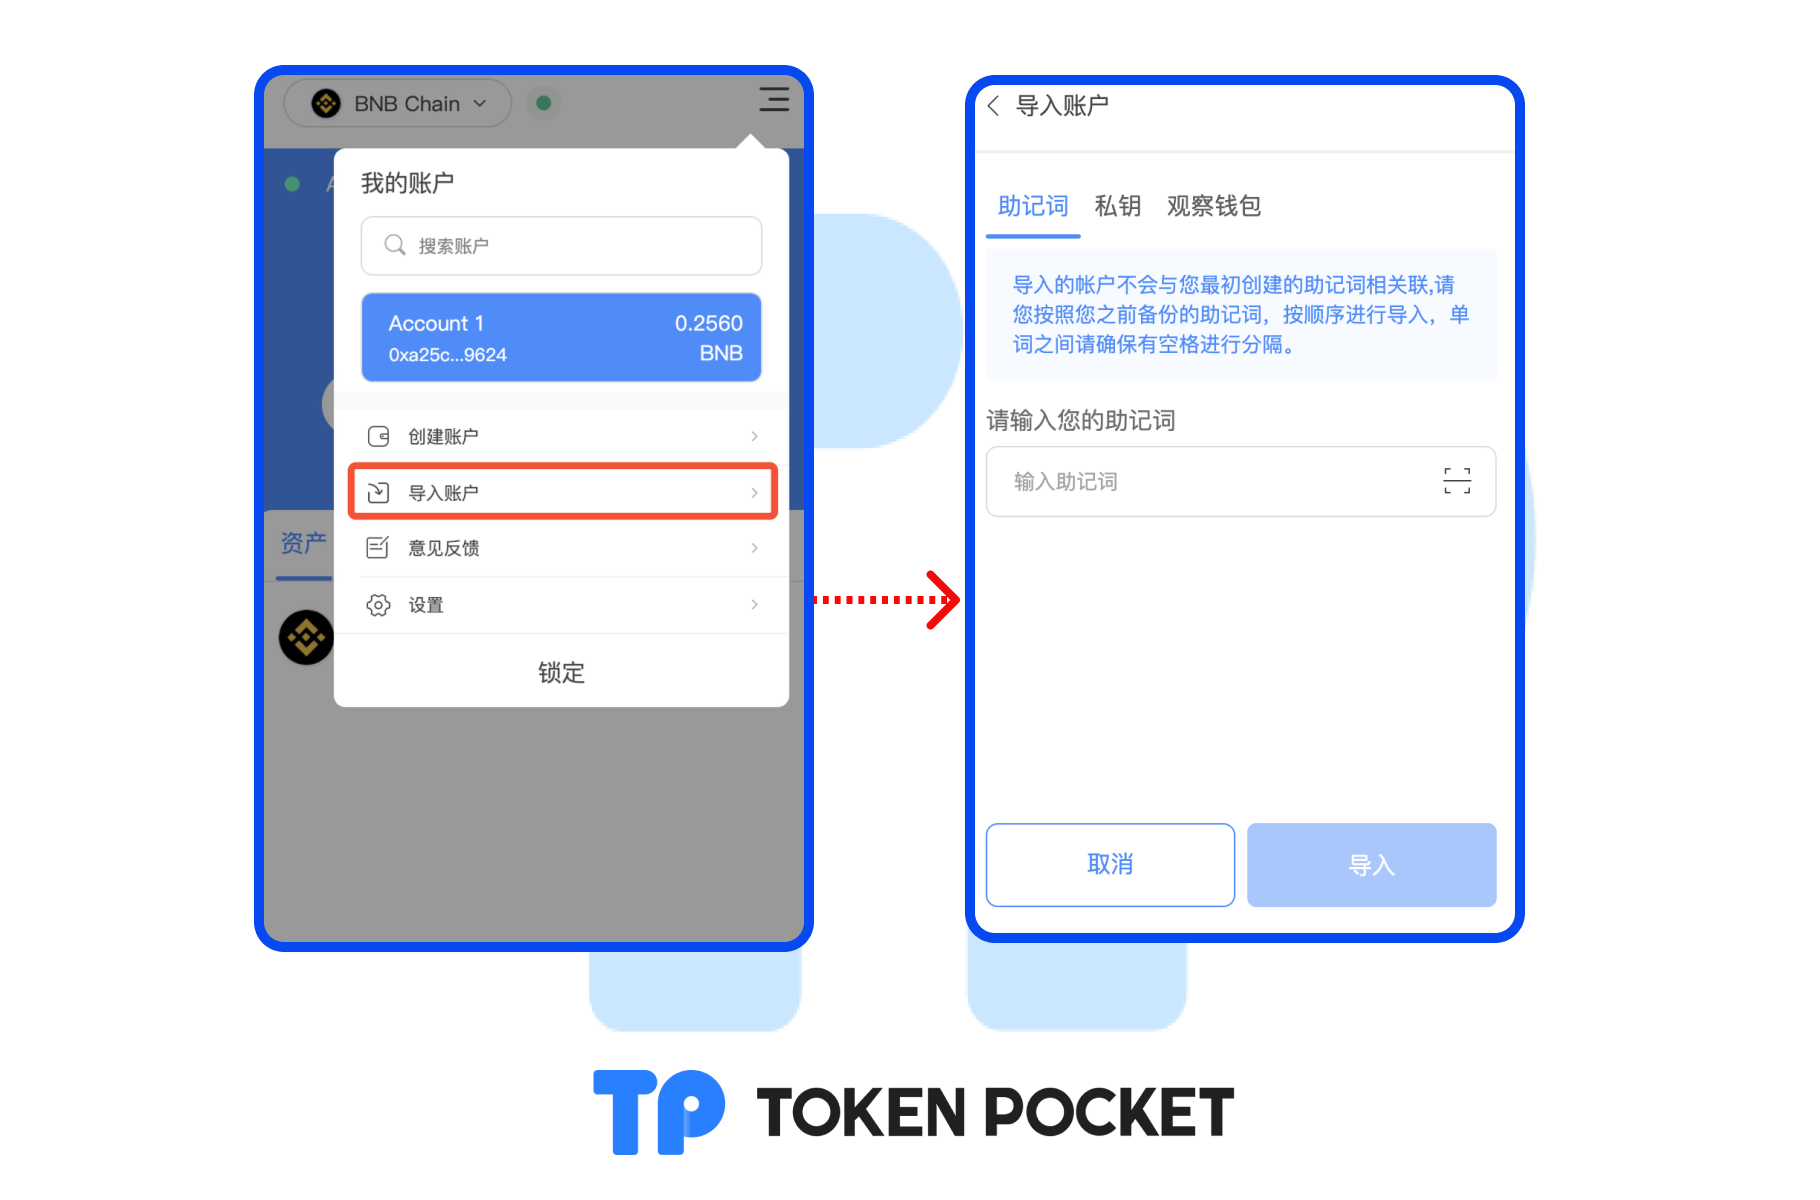 BNB Chain
A
我的账户
搜索账户
Account 1
0.2560
0xa25c...9624
BNB
创建账户
导入账户
意见反馈
设置
锁定
资产
导入账户
助记词
私钥
观察钱包
导入的帐户不会与您最初创建的助记词相关联,请
您按照您之前备份的助记词，按顺序进行导入，单
词之间请确保有空格进行分隔。
请输入您的助记词
输入助记词
取消
导入
TP TOKEN POCKET